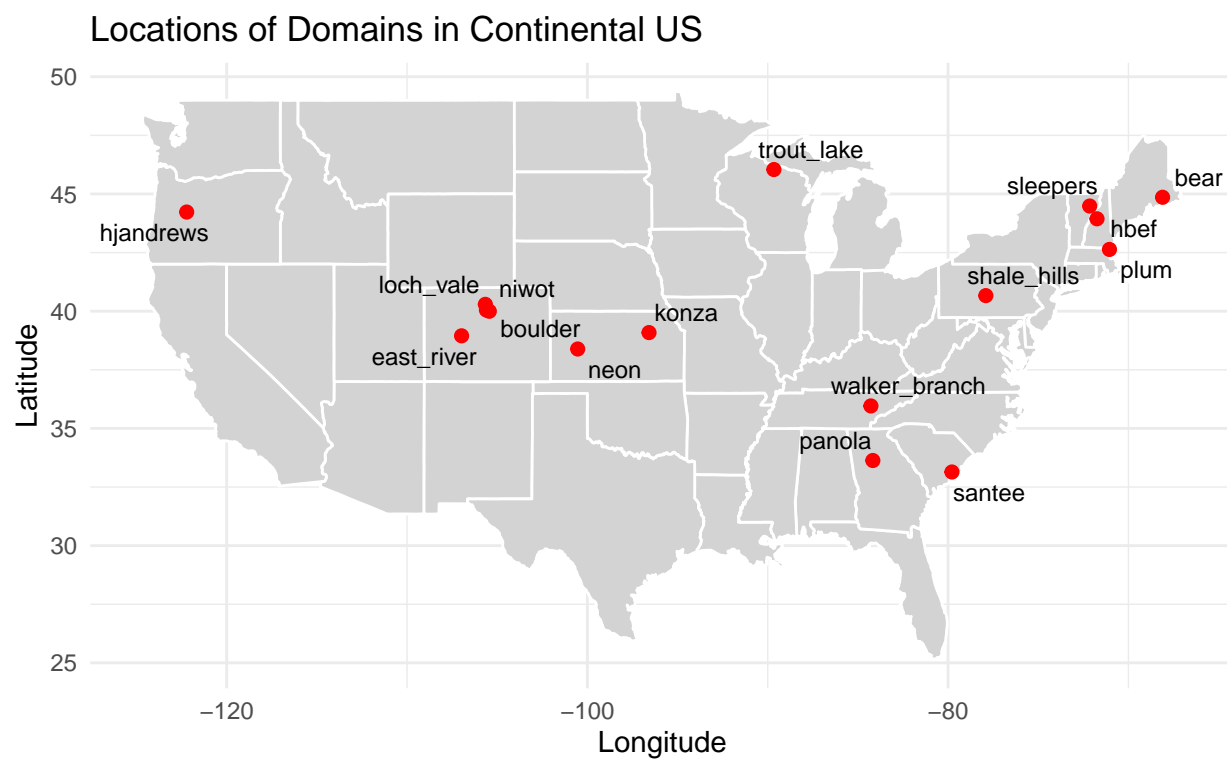 Locations of Domains in Continental US
50
45
40
35
30
25
Latitude
trout_lake
sleepers
bear
hjandrews
hbef
plum
shale_hills
loch_vale
niwot
boulder
konza
east_river
neon
walker_branch
panola
santee
−120
−100
−80
Longitude